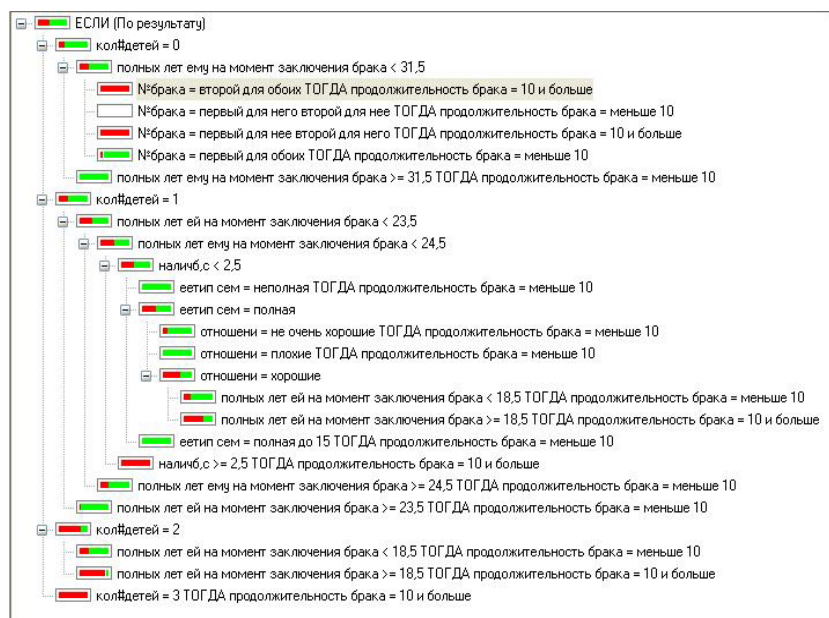 ЕСЛИ (По результату)
кол#детей = 0
полных лет ему на момент заключения брака < 31,5
N²брака = второй для обоих ТОГДА продолжительность брака = 10 и больше
N²брака = первый для него второй для нее ТОГДА продолжительность брака = меньше 10
N²брака = первый для нее второй для него ТОГДА продолжительность брака = 10 и больше
N²брака = первый для обоих ТОГДА продолжительность брака = меньше 10
полных лет ему на момент заключения брака >= 31,5 ТОГДА продолжительность брака = меньше 10
кол#детей = 1
полных лет ей на момент заключения брака < 23,5
полных лет ему на момент заключения брака < 24,5
наличб,с < 2,5
еетип сем = неполная ТОГДА продолжительность брака = меньше 10
еетип сем = полная
отношени = не очень хорошие ТОГДА продолжительность брака = меньше 10
отношени = плохие ТОГДА продолжительность брака = меньше 10
отношени = хорошие
полных лет ей на момент заключения брака < 18,5 ТОГДА продолжительность брака = меньше 10
полных лет ей на момент заключения брака >= 18,5 ТОГДА продолжительность брака = 10 и больше
еетип сем = полная до 15 ТОГДА продолжительность брака = меньше 10
наличб,с >= 2,5 ТОГДА продолжительность брака = 10 и больше
полных лет ему на момент заключения брака >= 24,5 ТОГДА продолжительность брака = меньше 10
полных лет ей на момент заключения брака >= 23,5 ТОГДА продолжительность брака = меньше 10
кол#детей = 2
полных лет ей на момент заключения брака < 18,5 ТОГДА продолжительность брака = меньше 10
полных лет ей на момент заключения брака >= 18,5 ТОГДА продолжительность брака = 10 и больше
кол#детей = 3 ТОГДА продолжительность брака = 10 и больше